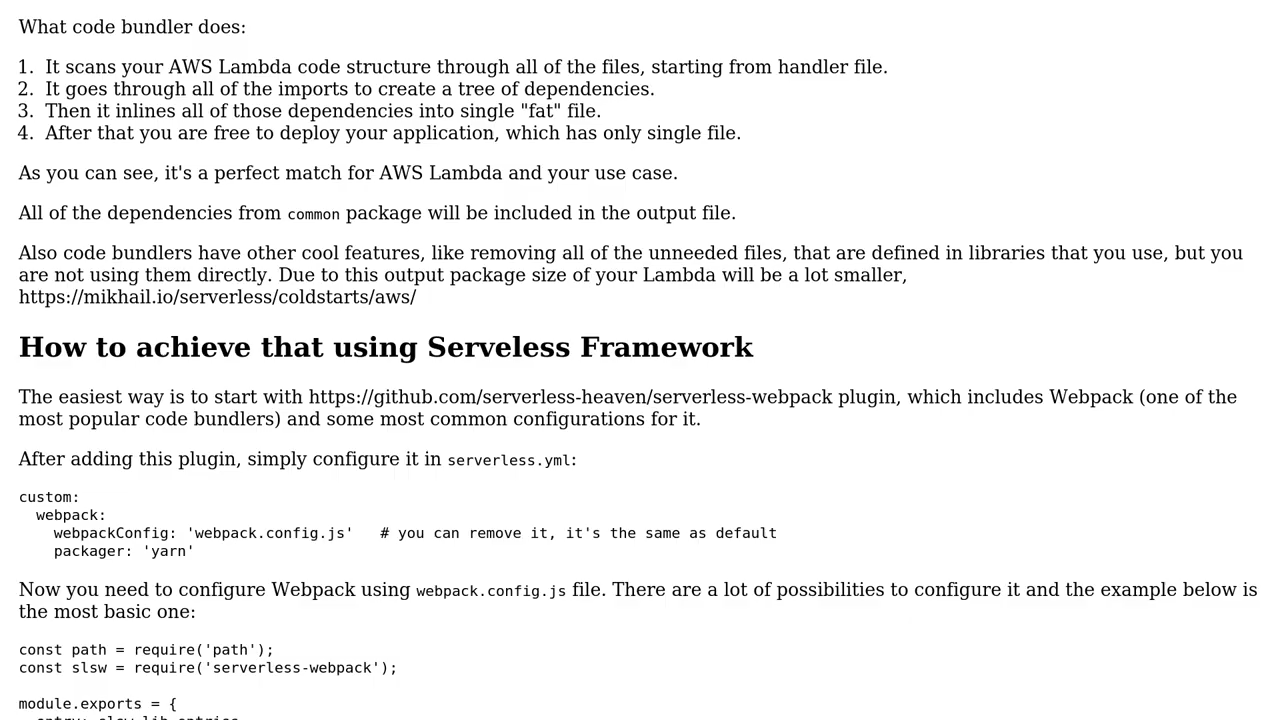 What code bundler does:
1. It scans your AWS Lambda code structure through all of the files, starting from handler file.
2. It goes through all of the imports to create a tree of dependencies.
3. Then it inlines all of those dependencies into single "fat" file.
4. After that you are free to deploy your application, which has only single file.
As you can see, it's a perfect match for AWS Lambda and your use case.
All of the dependencies from common package will be included in the output file.
Also code bundlers have other cool features, like removing all of the unneeded files, that are defined in libraries that you use, but you
are not using them directly. Due to this output package size of your Lambda will be a lot smaller,
https://mikhail.io/serverless/coldstarts/aws/
How to achieve that using Serveless Framework
The easiest way is to start with https://github.com/serverless-heaven/serverless-webpack plugin, which includes Webpack (one of the
most popular code bundlers) and some most common configurations for it.
After adding this plugin, simply configure it in serverless.yml:
custom:
  webpack:
    webpackConfig: 'webpack.config.js'   # you can remove it, it's the same as default
    packager: 'yarn'
Now you need to configure Webpack using webpack.config.js file. There are a lot of possibilities to configure it and the example below is
the most basic one:
const path = require('path');
const slsw = require('serverless-webpack');
module.exports = {
  entry: slsw.lib.entries,